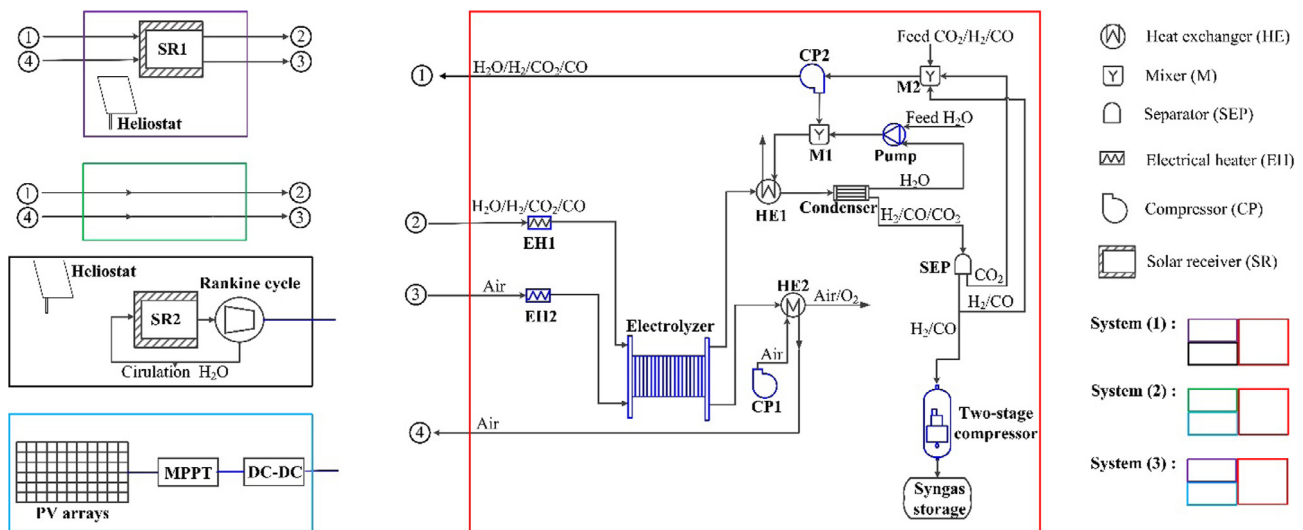 1
SR1
2
4
3
Heliostat
1
2
4
3
Heliostat
Rankine cycle
SR2
Cirulation H₂O
MPPT
DC-DC
PV arrays
Feed CO₂/H₂/CO
1
H₂O/H₂/CO₂/CO
CP2
M2
Feed H₂O
M1
Pump
H₂O
HE1
Condenser
H₂/CO/CO₂
2
H₂O/H₂/CO₂/CO
EH1
SEP
CO₂
3
Air
EH2
HE2
Air/O₂
H₂/CO
H₂/CO
Electrolyzer
Air
CP1
4
Air
Two-stage
compressor
Syngas
storage
Heat exchanger (HE)
Mixer (M)
Separator (SEP)
Electrical heater (EH)
Compressor (CP)
Solar receiver (SR)
System (1) :
System (2) :
System (3) :